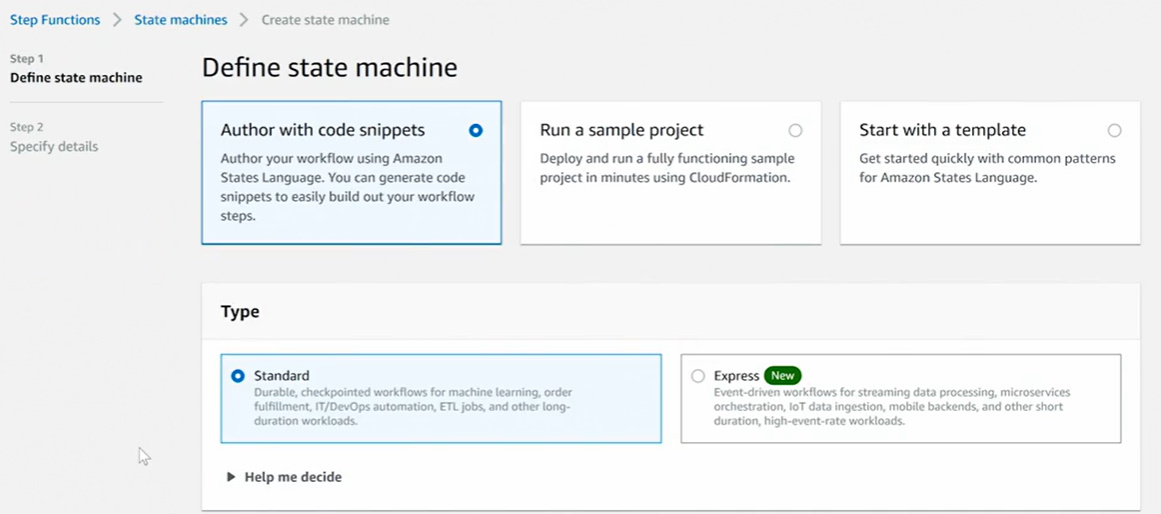 Step Functions > State machines > Create state machine
Step 1
Define state machine
Step 2
Specify details
Define state machine
Author with code snippets
Author your workflow using Amazon
States Language. You can generate code
snippets to easily build out your workflow
steps.
Run a sample project
Deploy and run a fully functioning sample
project in minutes using CloudFormation.
Start with a template
Get started quickly with common patterns
for Amazon States Language.
Type
Standard
Durable, checkpointed workflows for machine learning, order
fulfillment, IT/DevOps automation, ETL jobs, and other long-
duration workloads.
Express New
Event-driven workflows for streaming data processing, microservices
orchestration, IoT data ingestion, mobile backends, and other short
duration, high-event-rate workloads.
Help me decide